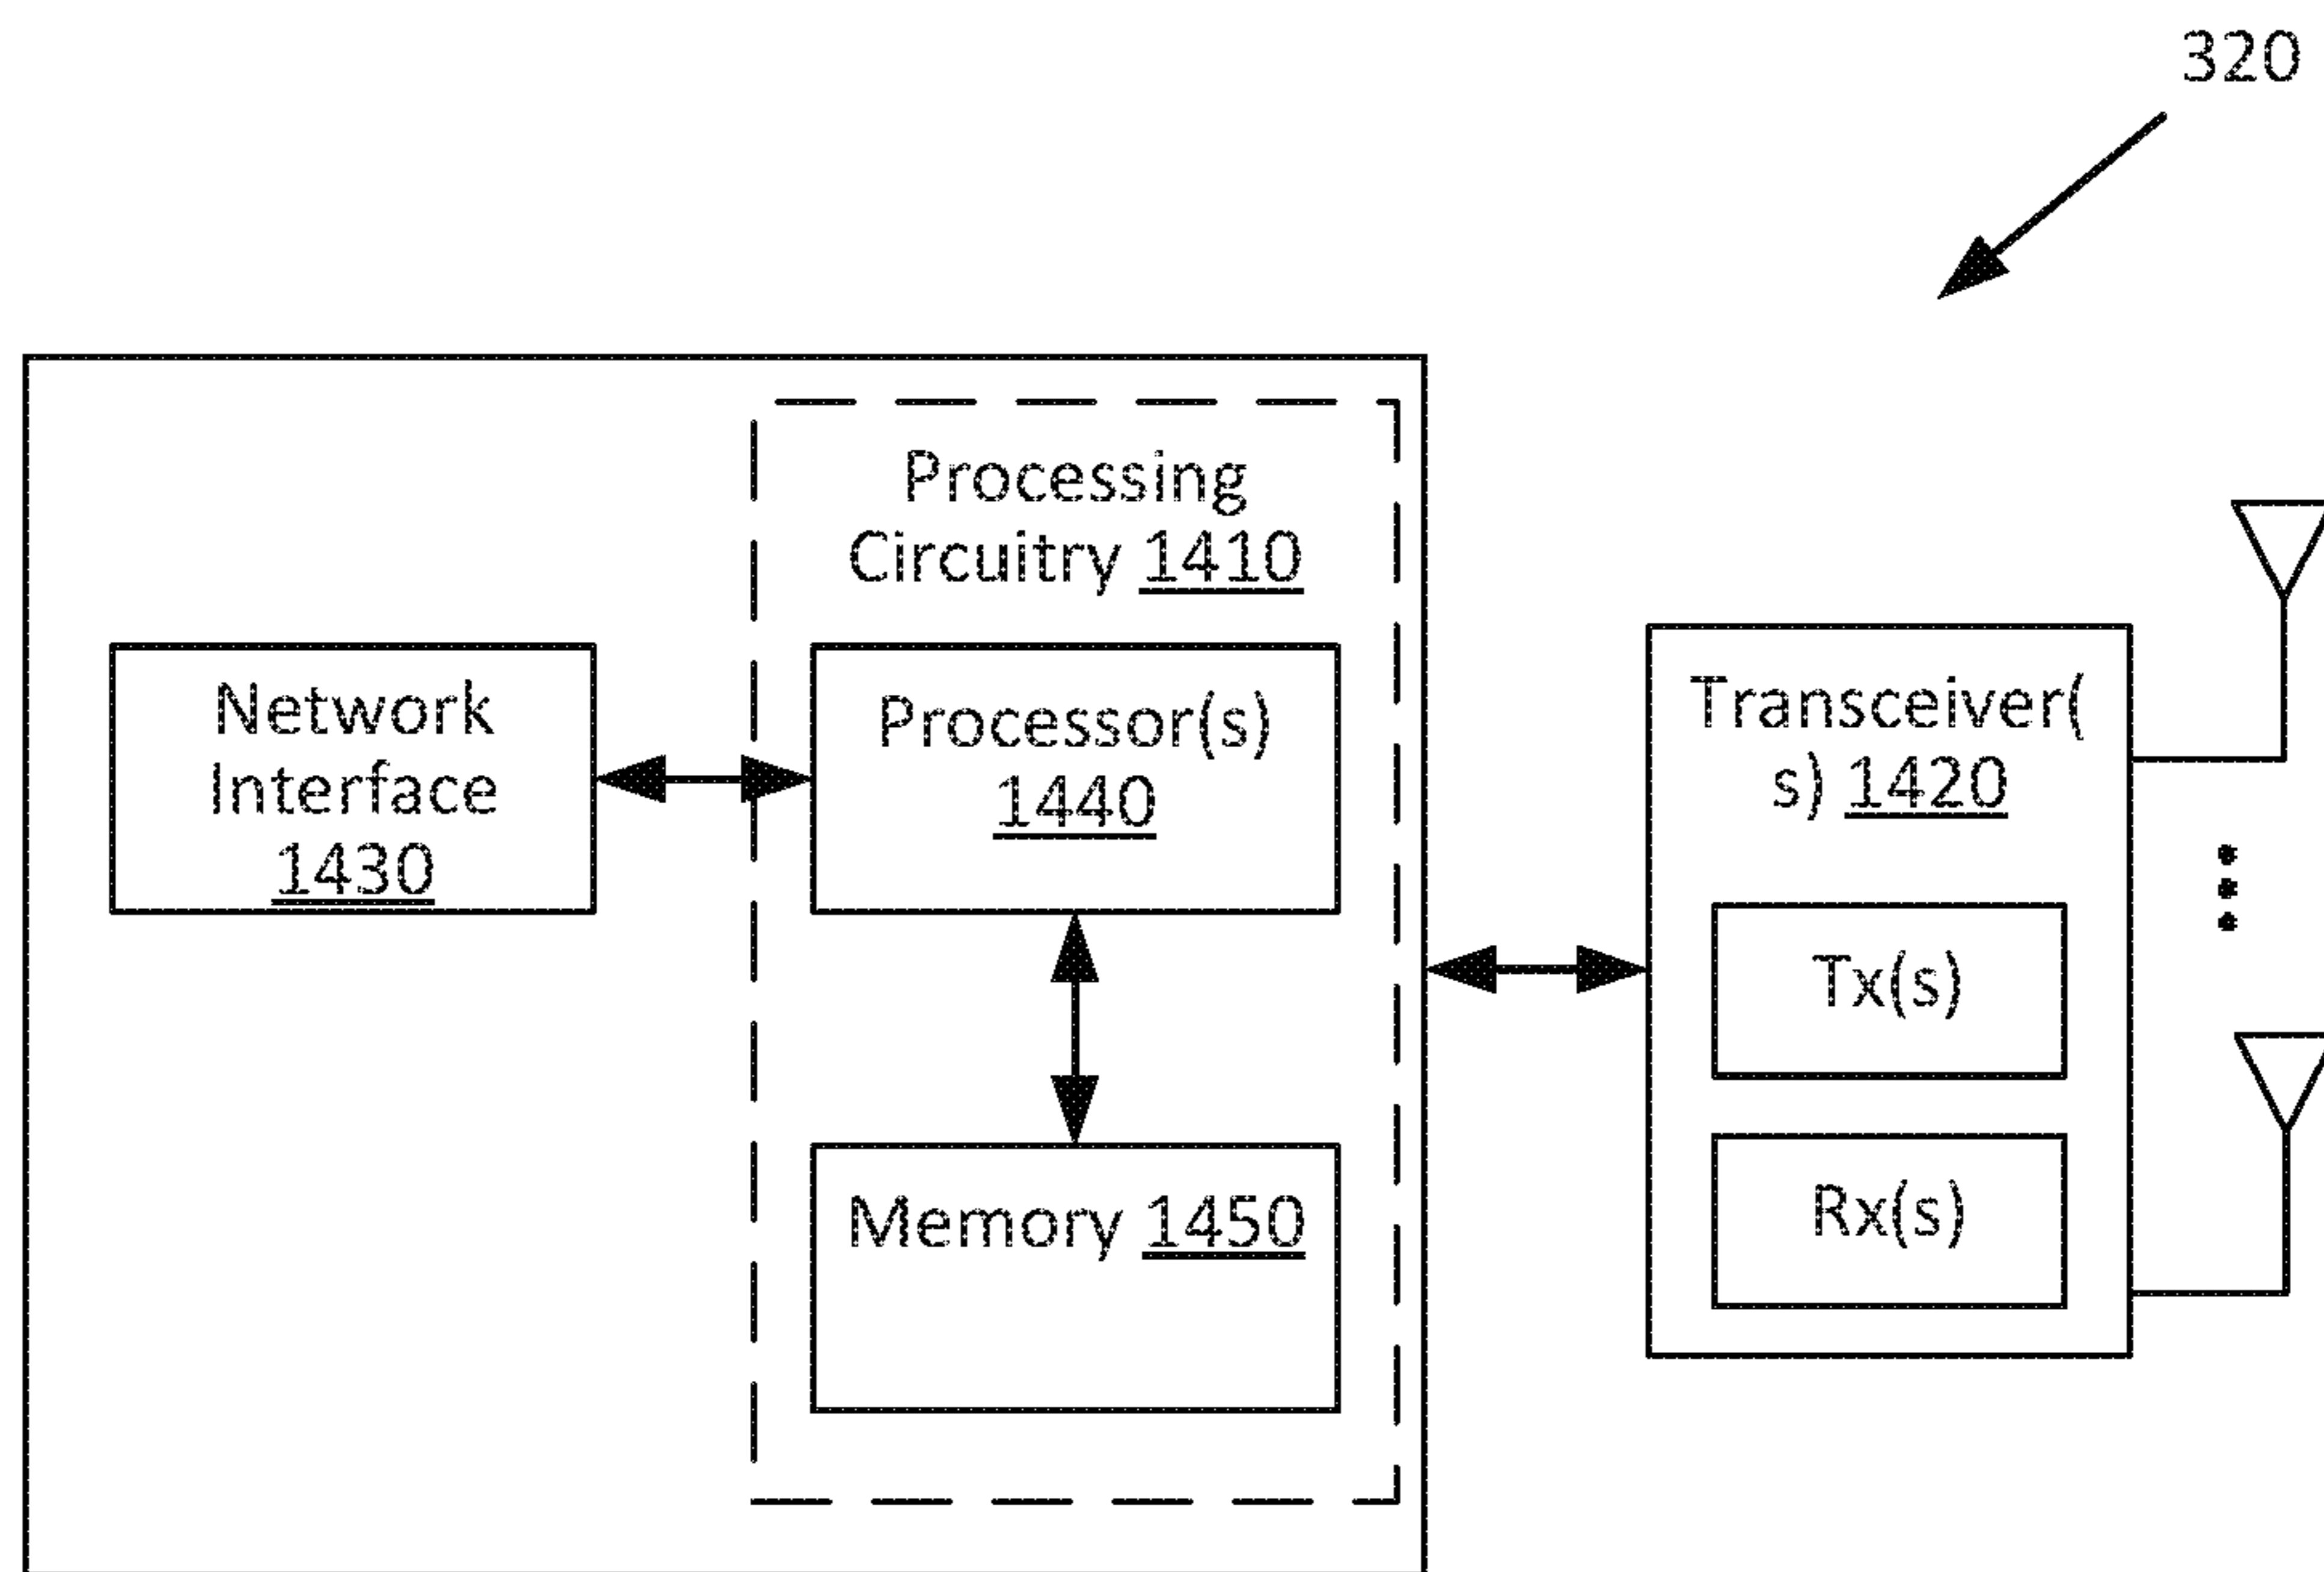 320
Processing
Circuitry 1410
Network
Interface
1430
Processor(s)
1440
Transceiver(
s) 1420
Tx(s)
Memory 1450
Rx(s)